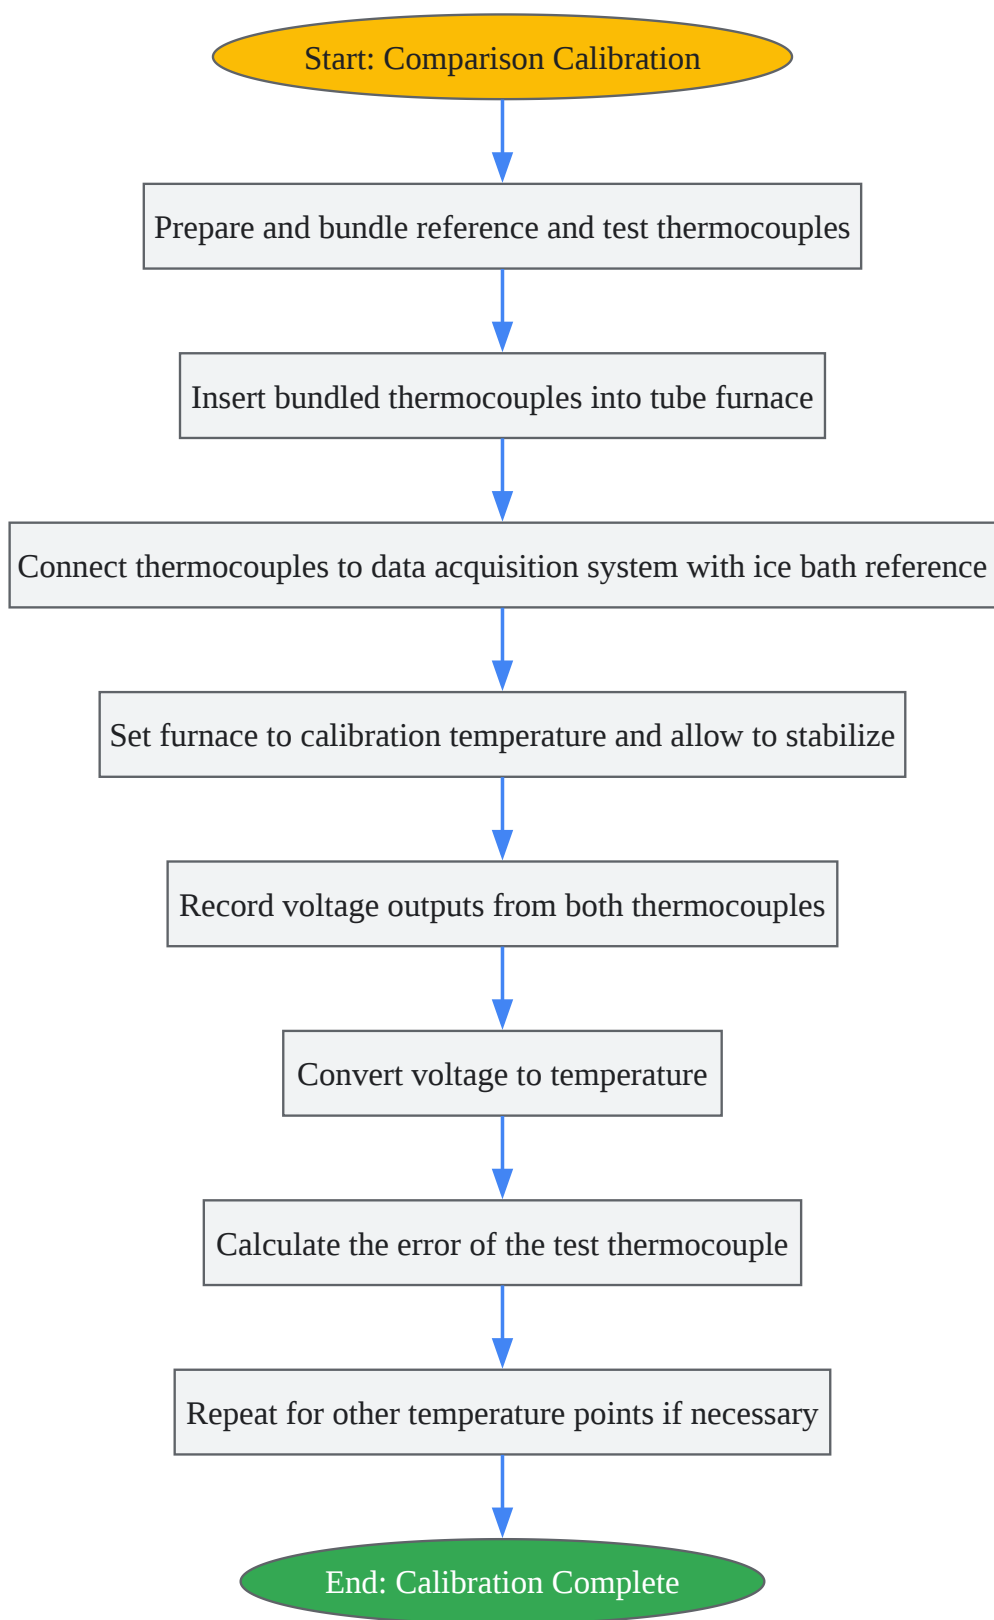 Start: Comparison Calibration
Prepare and bundle reference and test thermocouples
Insert bundled thermocouples into tube furnace
Connect thermocouples to data acquisition system with ice bath reference
Set furnace to calibration temperature and allow to stabilize
Record voltage outputs from both thermocouples
Convert voltage to temperature
Calculate the error of the test thermocouple
Repeat for other temperature points if necessary
End: Calibration Complete